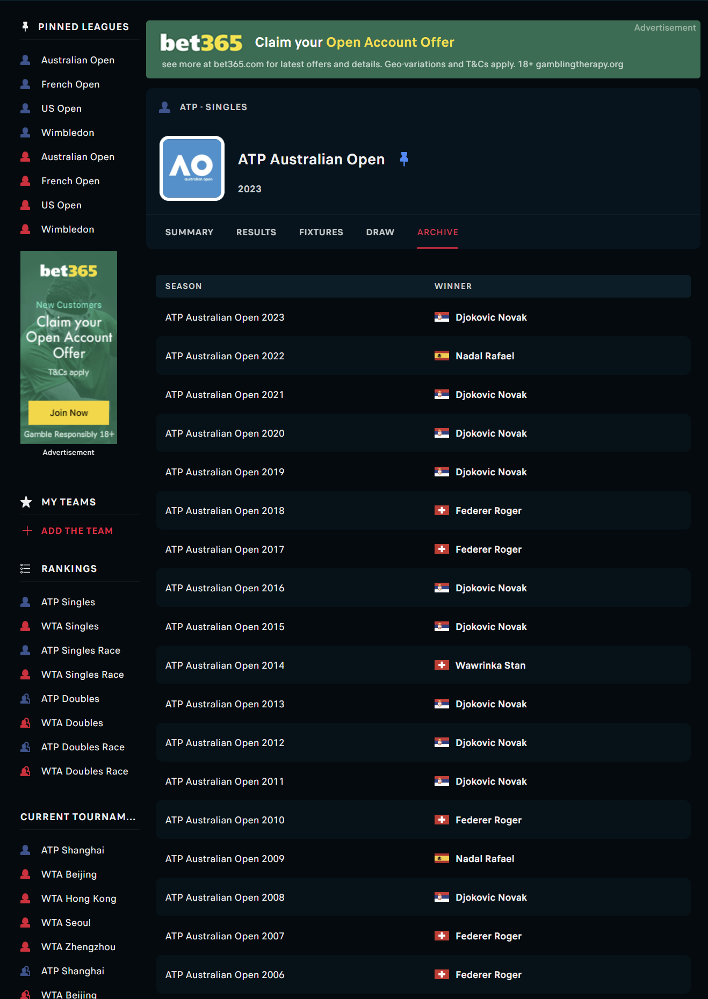 PINNED LEAGUES
Australian Open
French Open
US Open
Wimbledon
Australian Open
French Open
US Open
Wimbledon
bet365
New Customers
Claim your
Open Account
Offer
T&Cs apply
Join Now
Gamble Responsibly 18+
Advertisement
MY TEAMS
ADD THE TEAM
RANKINGS
ATP Singles
WTA Singles
ATP Singles Race
WTA Singles Race
ATP Doubles
WTA Doubles
ATP Doubles Race
WTA Doubles Race
CURRENT TOURNAM...
ATP Shanghai
WTA Beijing
WTA Hong Kong
WTA Seoul
WTA Zhengzhou
ATP Shanghai
WTA Beijing
Advertisement
bet365 Claim your Open Account Offer
see more at bet365.com for latest offers and details. Geo-variations and T&Cs apply. 18+ gamblingtherapy.org
ATP - SINGLES
AO
australian open
ATP Australian Open
2023
SUMMARY RESULTS FIXTURES DRAW ARCHIVE
SEASON WINNER
ATP Australian Open 2023 Djokovic Novak
ATP Australian Open 2022 Nadal Rafael
ATP Australian Open 2021 Djokovic Novak
ATP Australian Open 2020 Djokovic Novak
ATP Australian Open 2019 Djokovic Novak
ATP Australian Open 2018 Federer Roger
ATP Australian Open 2017 Federer Roger
ATP Australian Open 2016 Djokovic Novak
ATP Australian Open 2015 Djokovic Novak
ATP Australian Open 2014 Wawrinka Stan
ATP Australian Open 2013 Djokovic Novak
ATP Australian Open 2012 Djokovic Novak
ATP Australian Open 2011 Djokovic Novak
ATP Australian Open 2010 Federer Roger
ATP Australian Open 2009 Nadal Rafael
ATP Australian Open 2008 Djokovic Novak
ATP Australian Open 2007 Federer Roger
ATP Australian Open 2006 Federer Roger